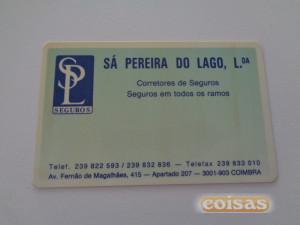 SPL
SEGUROS
SÁ PEREIRA DO LAGO, L.DA
Corretores de Seguros
Seguros em todos os ramos
Telef. 239 822 593 / 239 832 836 — Telefax 239 833 010
Av. Fernão de Magalhães, 415 — Apartado 207 — 3001-903 COIMBRA
coisas